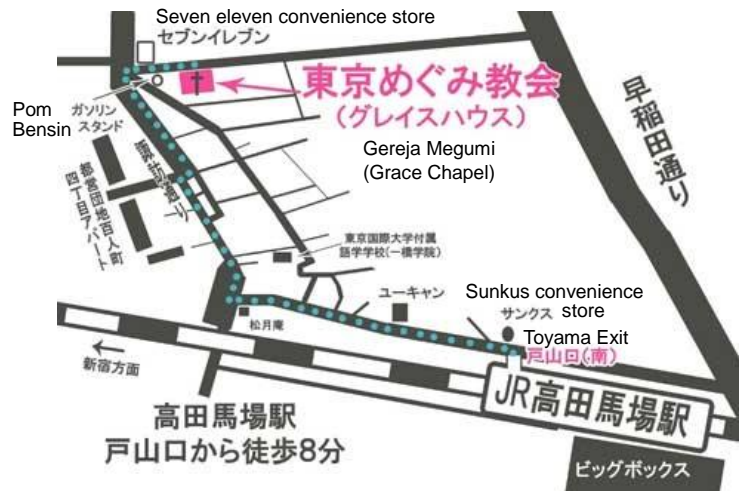 Seven eleven convenience store
セブンイレブン
東京めぐみ教会
(グレイスハウス)
Pom
Bensin
ガソリン
スタンド
Gereja Megumi
(Grace Chapel)
早稲田通り
諏訪通り
都営団地百人町
四丁目アパート
東京国際大学付属
語学学校(一橋学院)
ユーキャン
Sunkus convenience
store
サンクス
松月庵
Toyama Exit
戸山口(南)
新宿方面
JR高田馬場駅
高田馬場駅
戸山口から徒歩8分
ビッグボックス